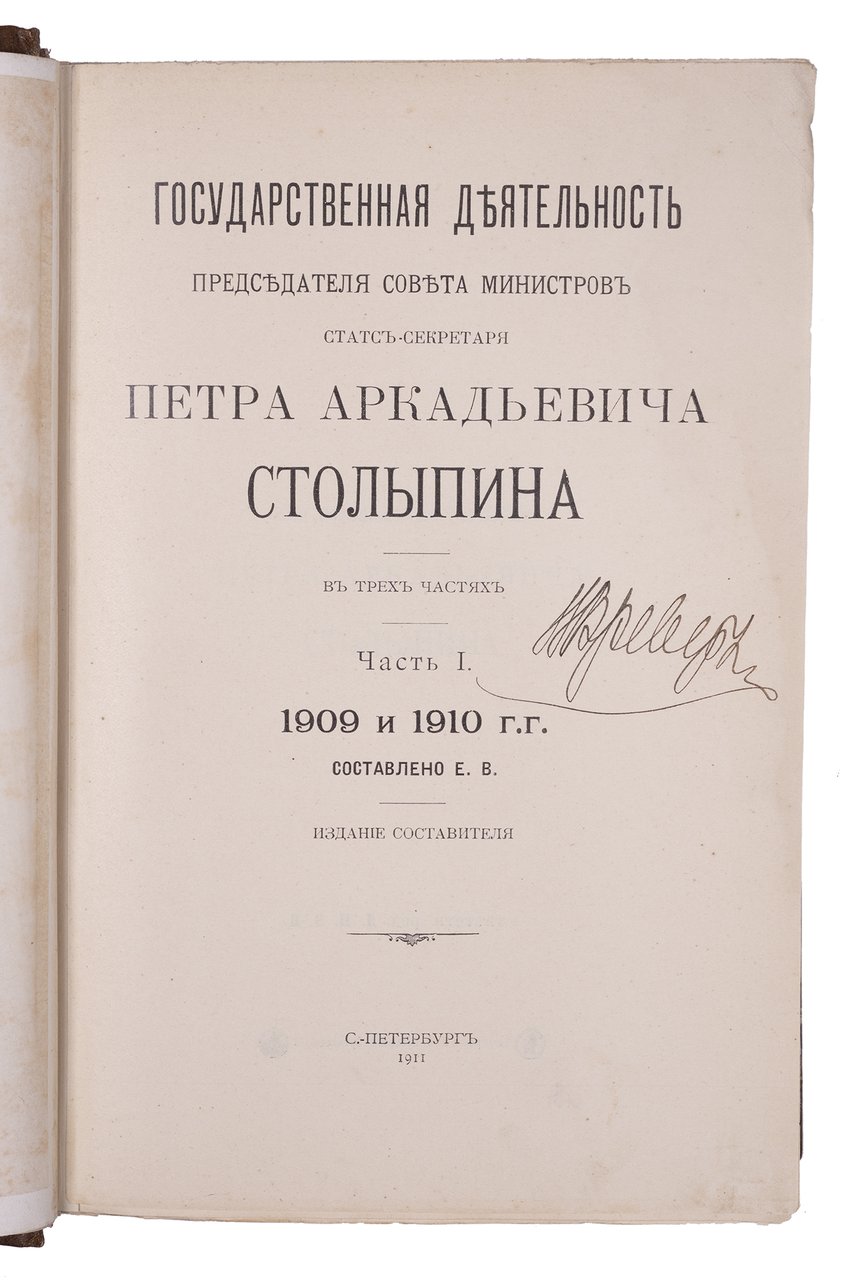 ГОСУДАРСТВЕННАЯ ДѢЯТЕЛЬНОСТЬ
ПРЕДСѢДАТЕЛЯ СОВѢТА МИНИСТРОВЪ
СТАТСЪ-СЕКРЕТАРЯ
ПЕТРА АРКАДЬЕВИЧА
СТОЛЫПИНА
ВЪ ТРЕХЪ ЧАСТЯХЪ
Часть I.
1909 и 1910 г.г.
СОСТАВЛЕНО Е. В.
ИЗДАНІЕ СОСТАВИТЕЛЯ
С.-ПЕТЕРБУРГЪ
1911